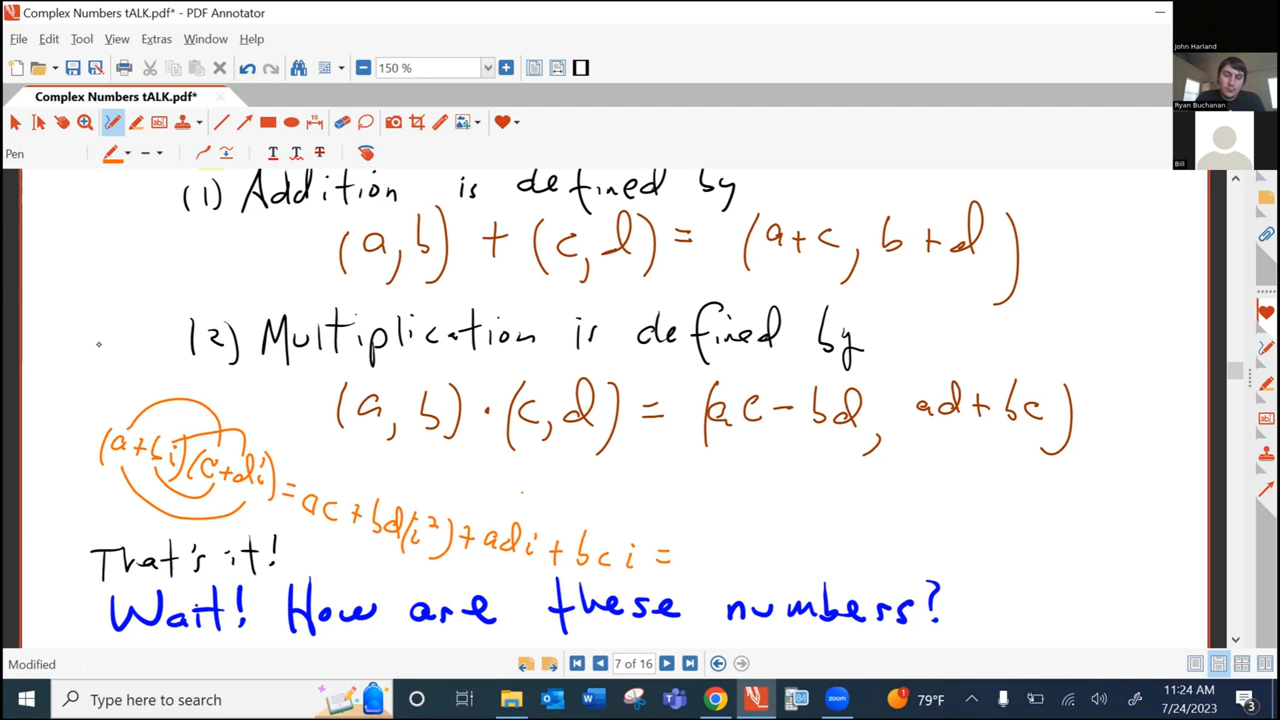 Complex Numbers tALK.pdf* - PDF Annotator
File Edit Tool View Extras Window Help
150 %
Complex Numbers tALK.pdf*
Pen
John Harland
Ryan Buchanan
Bill
(1) Addition is defined by
(a, b) + (c, d) = (a+c, b+d)
(2) Multiplication is defined by
(a, b) · (c, d) = (ac - bd, ad + bc)
(a+bi)(c+di) = ac + bd(i²) + adi + bci =
That's it!
Wait! How are these numbers?
Modified
7 of 16
Type here to search
79°F
11:24 AM
7/24/2023
3